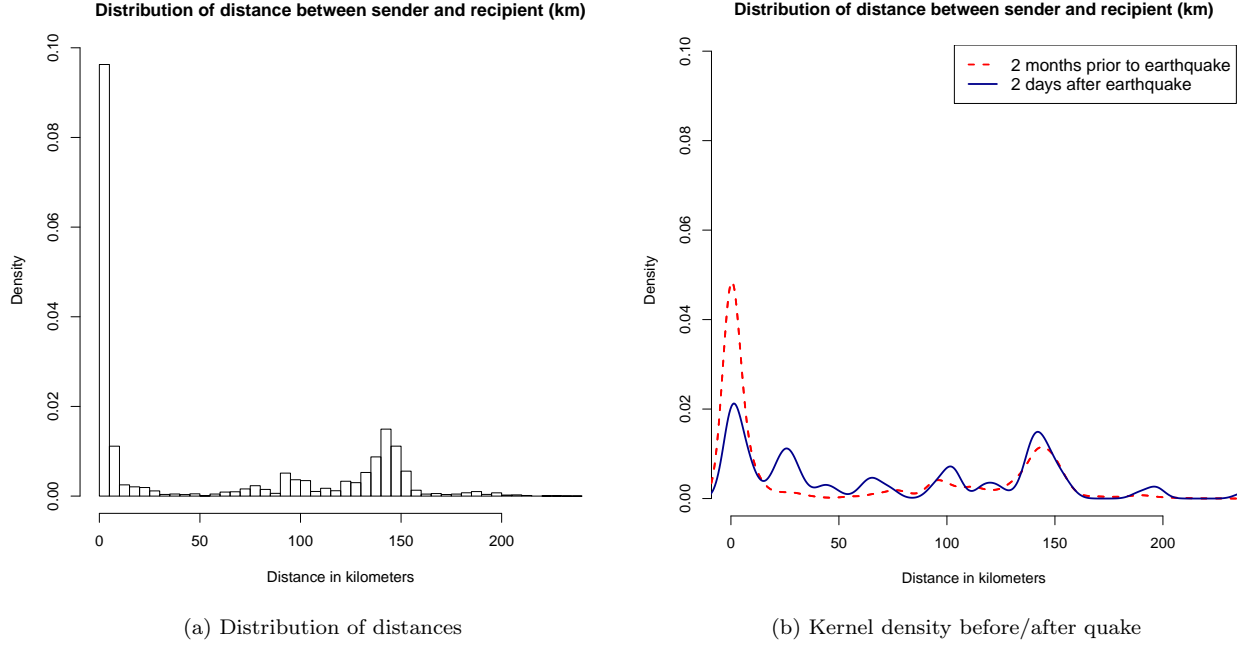 Distribution of distance between sender and recipient (km)
0.10
0.08
0.06
0.04
0.02
0.00
Density
0 50 100 150 200
Distance in kilometers
(a) Distribution of distances
Distribution of distance between sender and recipient (km)
2 months prior to earthquake
2 days after earthquake
0.10
0.08
0.06
0.04
0.02
0.00
Density
0 50 100 150 200
Distance in kilometers
(b) Kernel density before/after quake